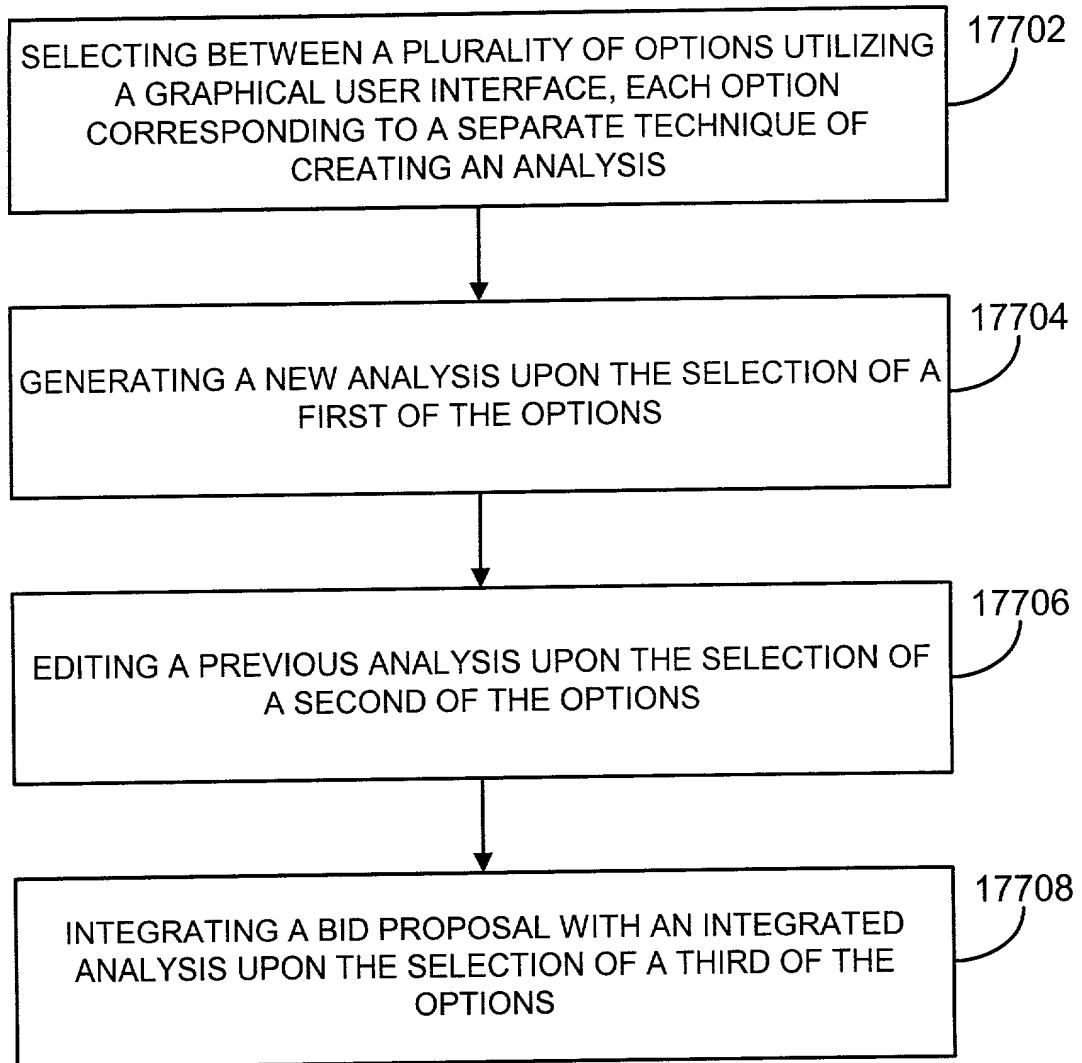 SELECTING BETWEEN A PLURALITY OF OPTIONS UTILIZING
A GRAPHICAL USER INTERFACE, EACH OPTION
CORRESPONDING TO A SEPARATE TECHNIQUE OF
CREATING AN ANALYSIS
17702
GENERATING A NEW ANALYSIS UPON THE SELECTION OF A
FIRST OF THE OPTIONS
17704
EDITING A PREVIOUS ANALYSIS UPON THE SELECTION OF
A SECOND OF THE OPTIONS
17706
INTEGRATING A BID PROPOSAL WITH AN INTEGRATED
ANALYSIS UPON THE SELECTION OF A THIRD OF THE
OPTIONS
17708